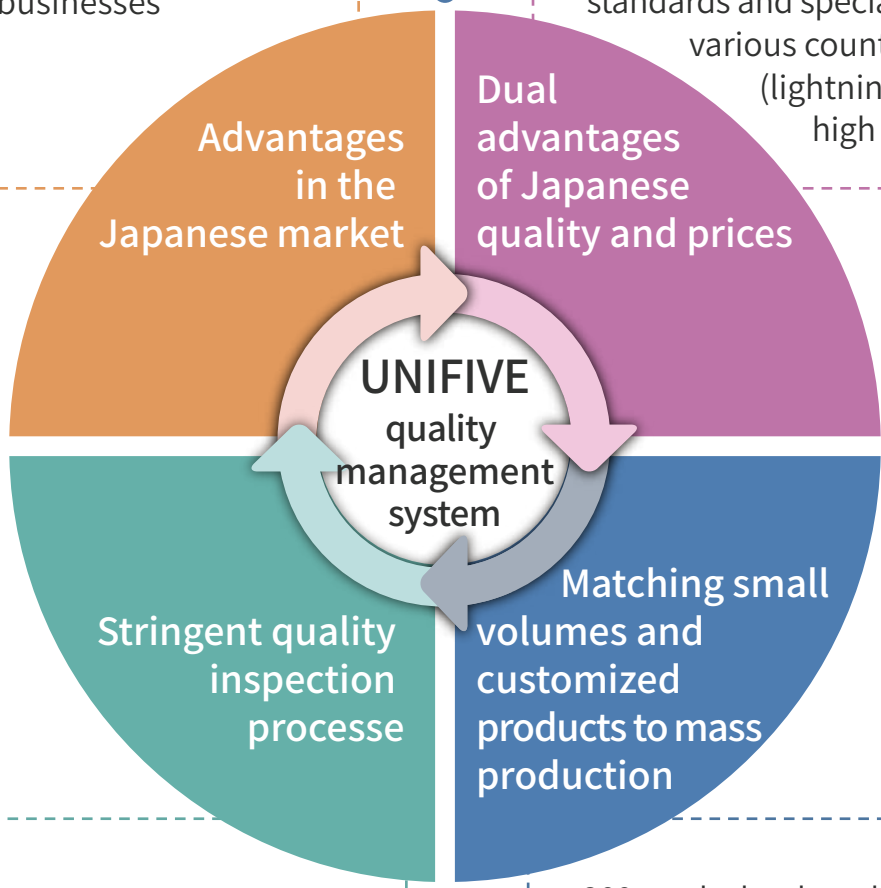 businesses
standards and specia
various count
(lightnin
high
Advantages
in the
Japanese market
Dual
advantages
of Japanese
quality and prices
UNIFIVE
quality
management
system
Stringent quality
inspection
processe
Matching small
volumes and
customized
products to mass
production